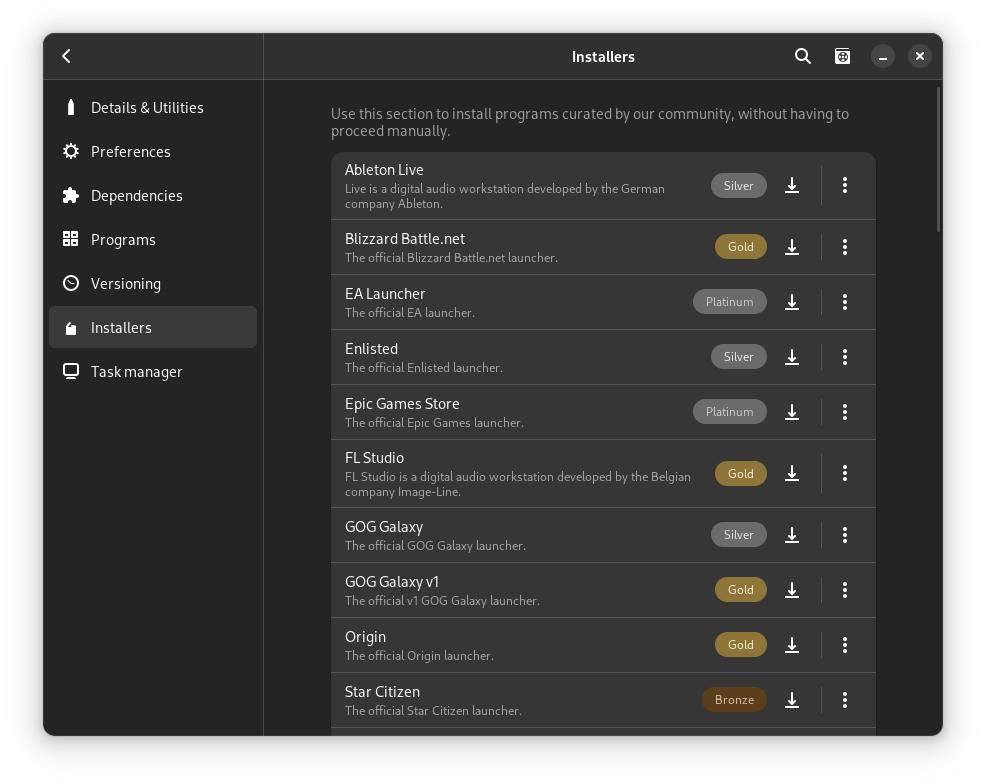 Installers
Details & Utilities
Preferences
Dependencies
Programs
Versioning
Installers
Task manager
Use this section to install programs curated by our community, without having to
proceed manually.
Ableton Live
Live is a digital audio workstation developed by the German
company Ableton.
Silver
Blizzard Battle.net
The official Blizzard Battle.net launcher.
Gold
EA Launcher
The official EA launcher.
Platinum
Enlisted
The official Enlisted launcher.
Silver
Epic Games Store
The official Epic Games launcher.
Platinum
FL Studio
FL Studio is a digital audio workstation developed by the Belgian
company Image-Line.
Gold
GOG Galaxy
The official GOG Galaxy launcher.
Silver
GOG Galaxy v1
The official v1 GOG Galaxy launcher.
Gold
Origin
The official Origin launcher.
Gold
Star Citizen
The official Star Citizen launcher.
Bronze